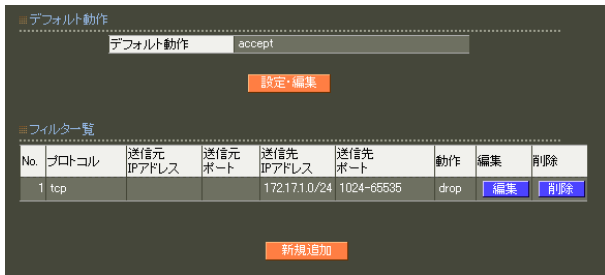 デフォルト動作
デフォルト動作 accept
設定・編集
フィルター覧
No. プロトコル 送信元IPアドレス 送信元ポート 送信先IPアドレス 送信先ポート 動作 編集 削除
1 tcp 172.17.1.0/24 1024-65535 drop 編集 削除
新規追加